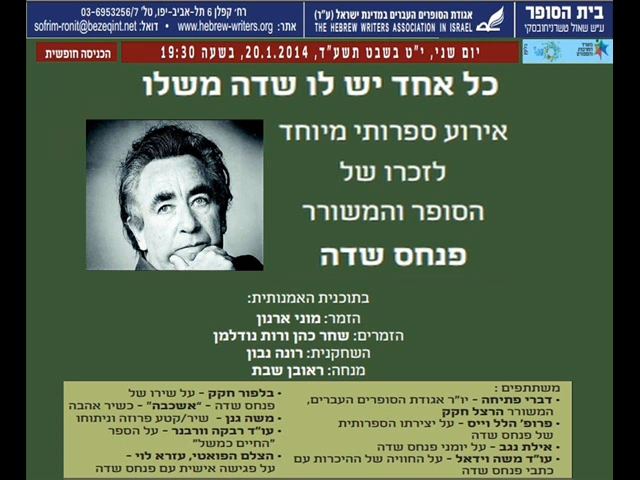 בית הסופר
ע"ש שאול טשרניחובסקי
אגודת הסופרים העברים במדינת ישראל (ע"ר)
THE HEBREW WRITERS ASSOCIATION IN ISRAEL
רח' קפלן 6 תל-אביב-יפו, טל' 03-6953256/7
אתר: www.hebrew-writers.org • דואל: sofrim-ronit@bezeqint.net
יום שני, י"ט בשבט תשע"ד, 20.1.2014, בשעה 19:30
הכניסה חופשית
כל אחד יש לו שדה משלו
אירוע ספרותי מיוחד
לזכרו של
הסופר והמשורר
פנחס שדה
בתוכנית האמנותית:
הזמר: מוני ארנון
הזמרים: שחר כהן ורות נודלמן
השחקנית: רונה נבון
מנחה: ראובן שבת
משתתפים :
• דברי פתיחה - יו"ר אגודת הסופרים העברים,
המשורר הרצל חקק
• פרופ' הלל וייס - על יצירתו הספרותית
של פנחס שדה
• אילת נגב - על יומני פנחס שדה
• עו"ד משה וידאל - על החוויה של ההיכרות עם
כתבי פנחס שדה
• בלפור חקק - על שירו של
פנחס שדה - "אשכבה" - כשיר אהבה
• משה גנן - שיר/קטע פרוזה וניתוחו
• עו"ד רבקה וורבנר - על הספר
"החיים כמשל"
• הצלם הפואטי, עזרא לוי -
על פגישה אישית עם פנחס שדה